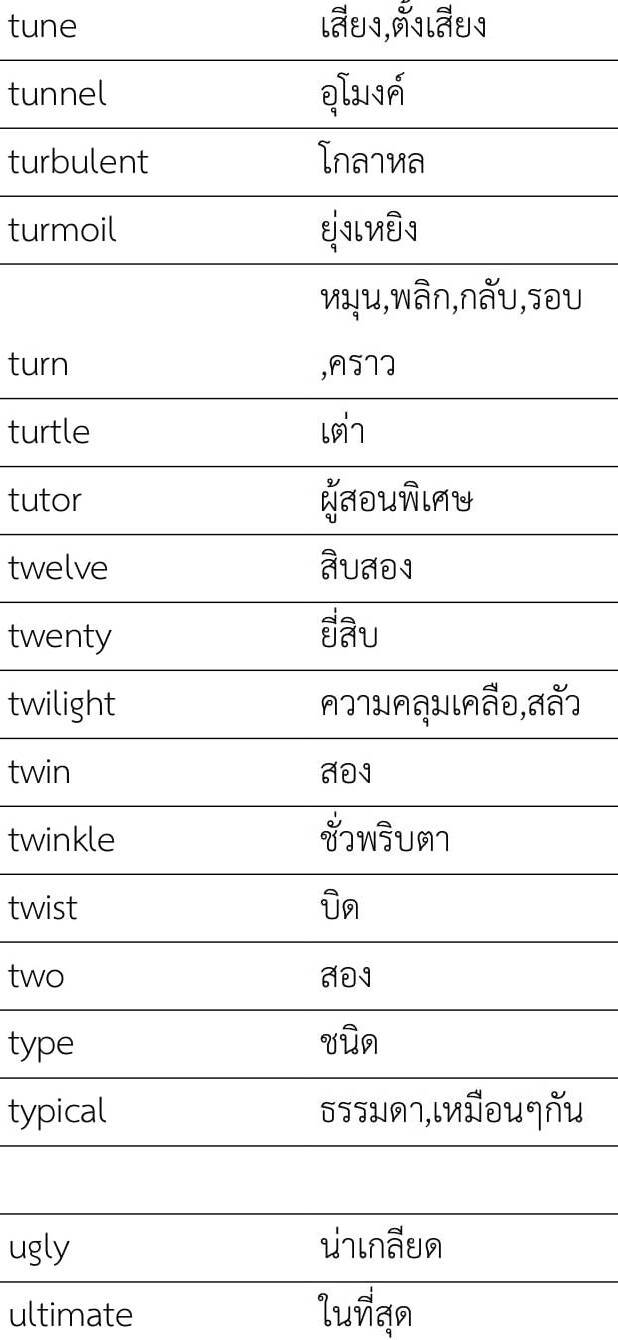 tune เสียง,ตั้งเสียง
tunnel อุโมงค์
turbulent โกลาหล
turmoil ยุ่งเหยิง
หมุน,พลิก,กลับ,รอบ
turn ,คราว
turtle เต่า
tutor ผู้สอนพิเศษ
twelve สิบสอง
twenty ยี่สิบ
twilight ความคลุมเคลือ,สลัว
twin สอง
twinkle ชั่วพริบตา
twist บิด
two สอง
type ชนิด
typical ธรรมดา,เหมือนๆกัน
ugly น่าเกลียด
ultimate ในที่สุด